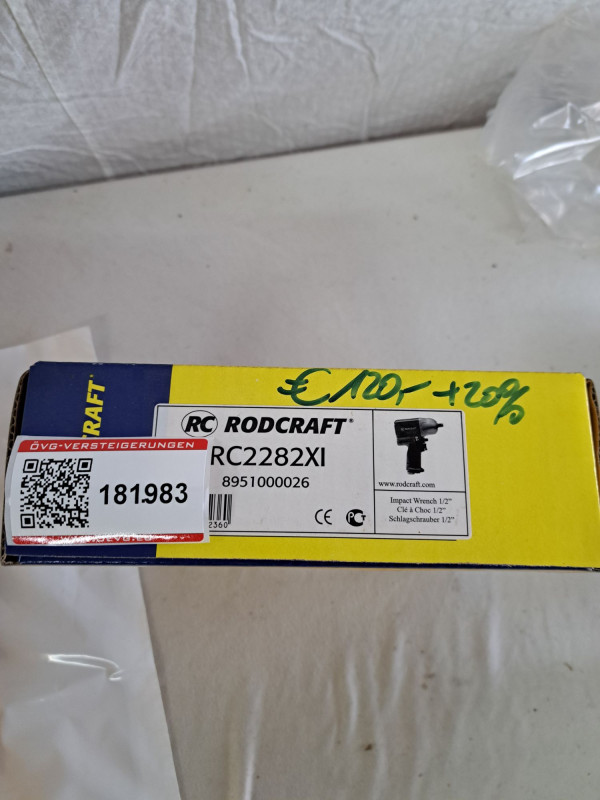 € 120,- +20%
CRAFT®
RC RODCRAFT®
RC2282XI
8951000026
www.rodcraft.com
Impact Wrench 1/2"
Clé à Choc 1/2"
Schlagschrauber 1/2"
2360
CE
ÖVG-VERSTEIGERUNGEN
181.983